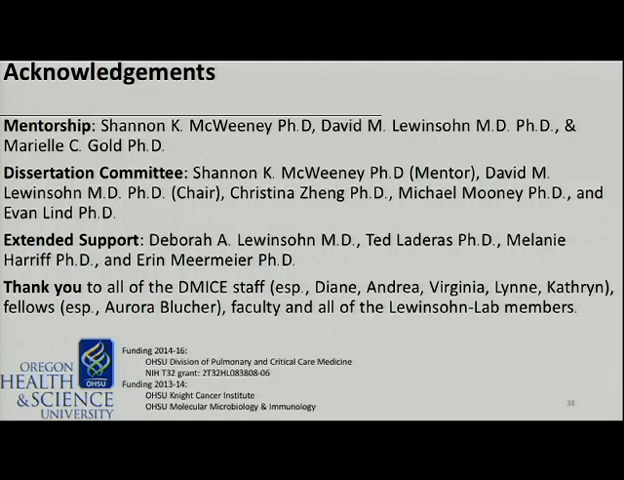 Acknowledgements
Mentorship: Shannon K. McWeeney Ph.D, David M. Lewinsohn M.D. Ph.D., &
Marielle C. Gold Ph.D.
Dissertation Committee: Shannon K. McWeeney Ph.D (Mentor), David M.
Lewinsohn M.D. Ph.D. (Chair), Christina Zheng Ph.D., Michael Mooney Ph.D., and
Evan Lind Ph.D.
Extended Support: Deborah A. Lewinsohn M.D., Ted Laderas Ph.D., Melanie
Harriff Ph.D., and Erin Meermeier Ph.D.
Thank you to all of the DMICE staff (esp., Diane, Andrea, Virginia, Lynne, Kathryn),
fellows (esp., Aurora Blucher), faculty and all of the Lewinsohn-Lab members.
Funding 2014-16:
OHSU Division of Pulmonary and Critical Care Medicine
NIH T32 grant: 2T32HL083808-06
Funding 2013-14:
OHSU Knight Cancer Institute
OHSU Molecular Microbiology & Immunology
OREGON
HEALTH
&SCIENCE
UNIVERSITY
OHSU
38